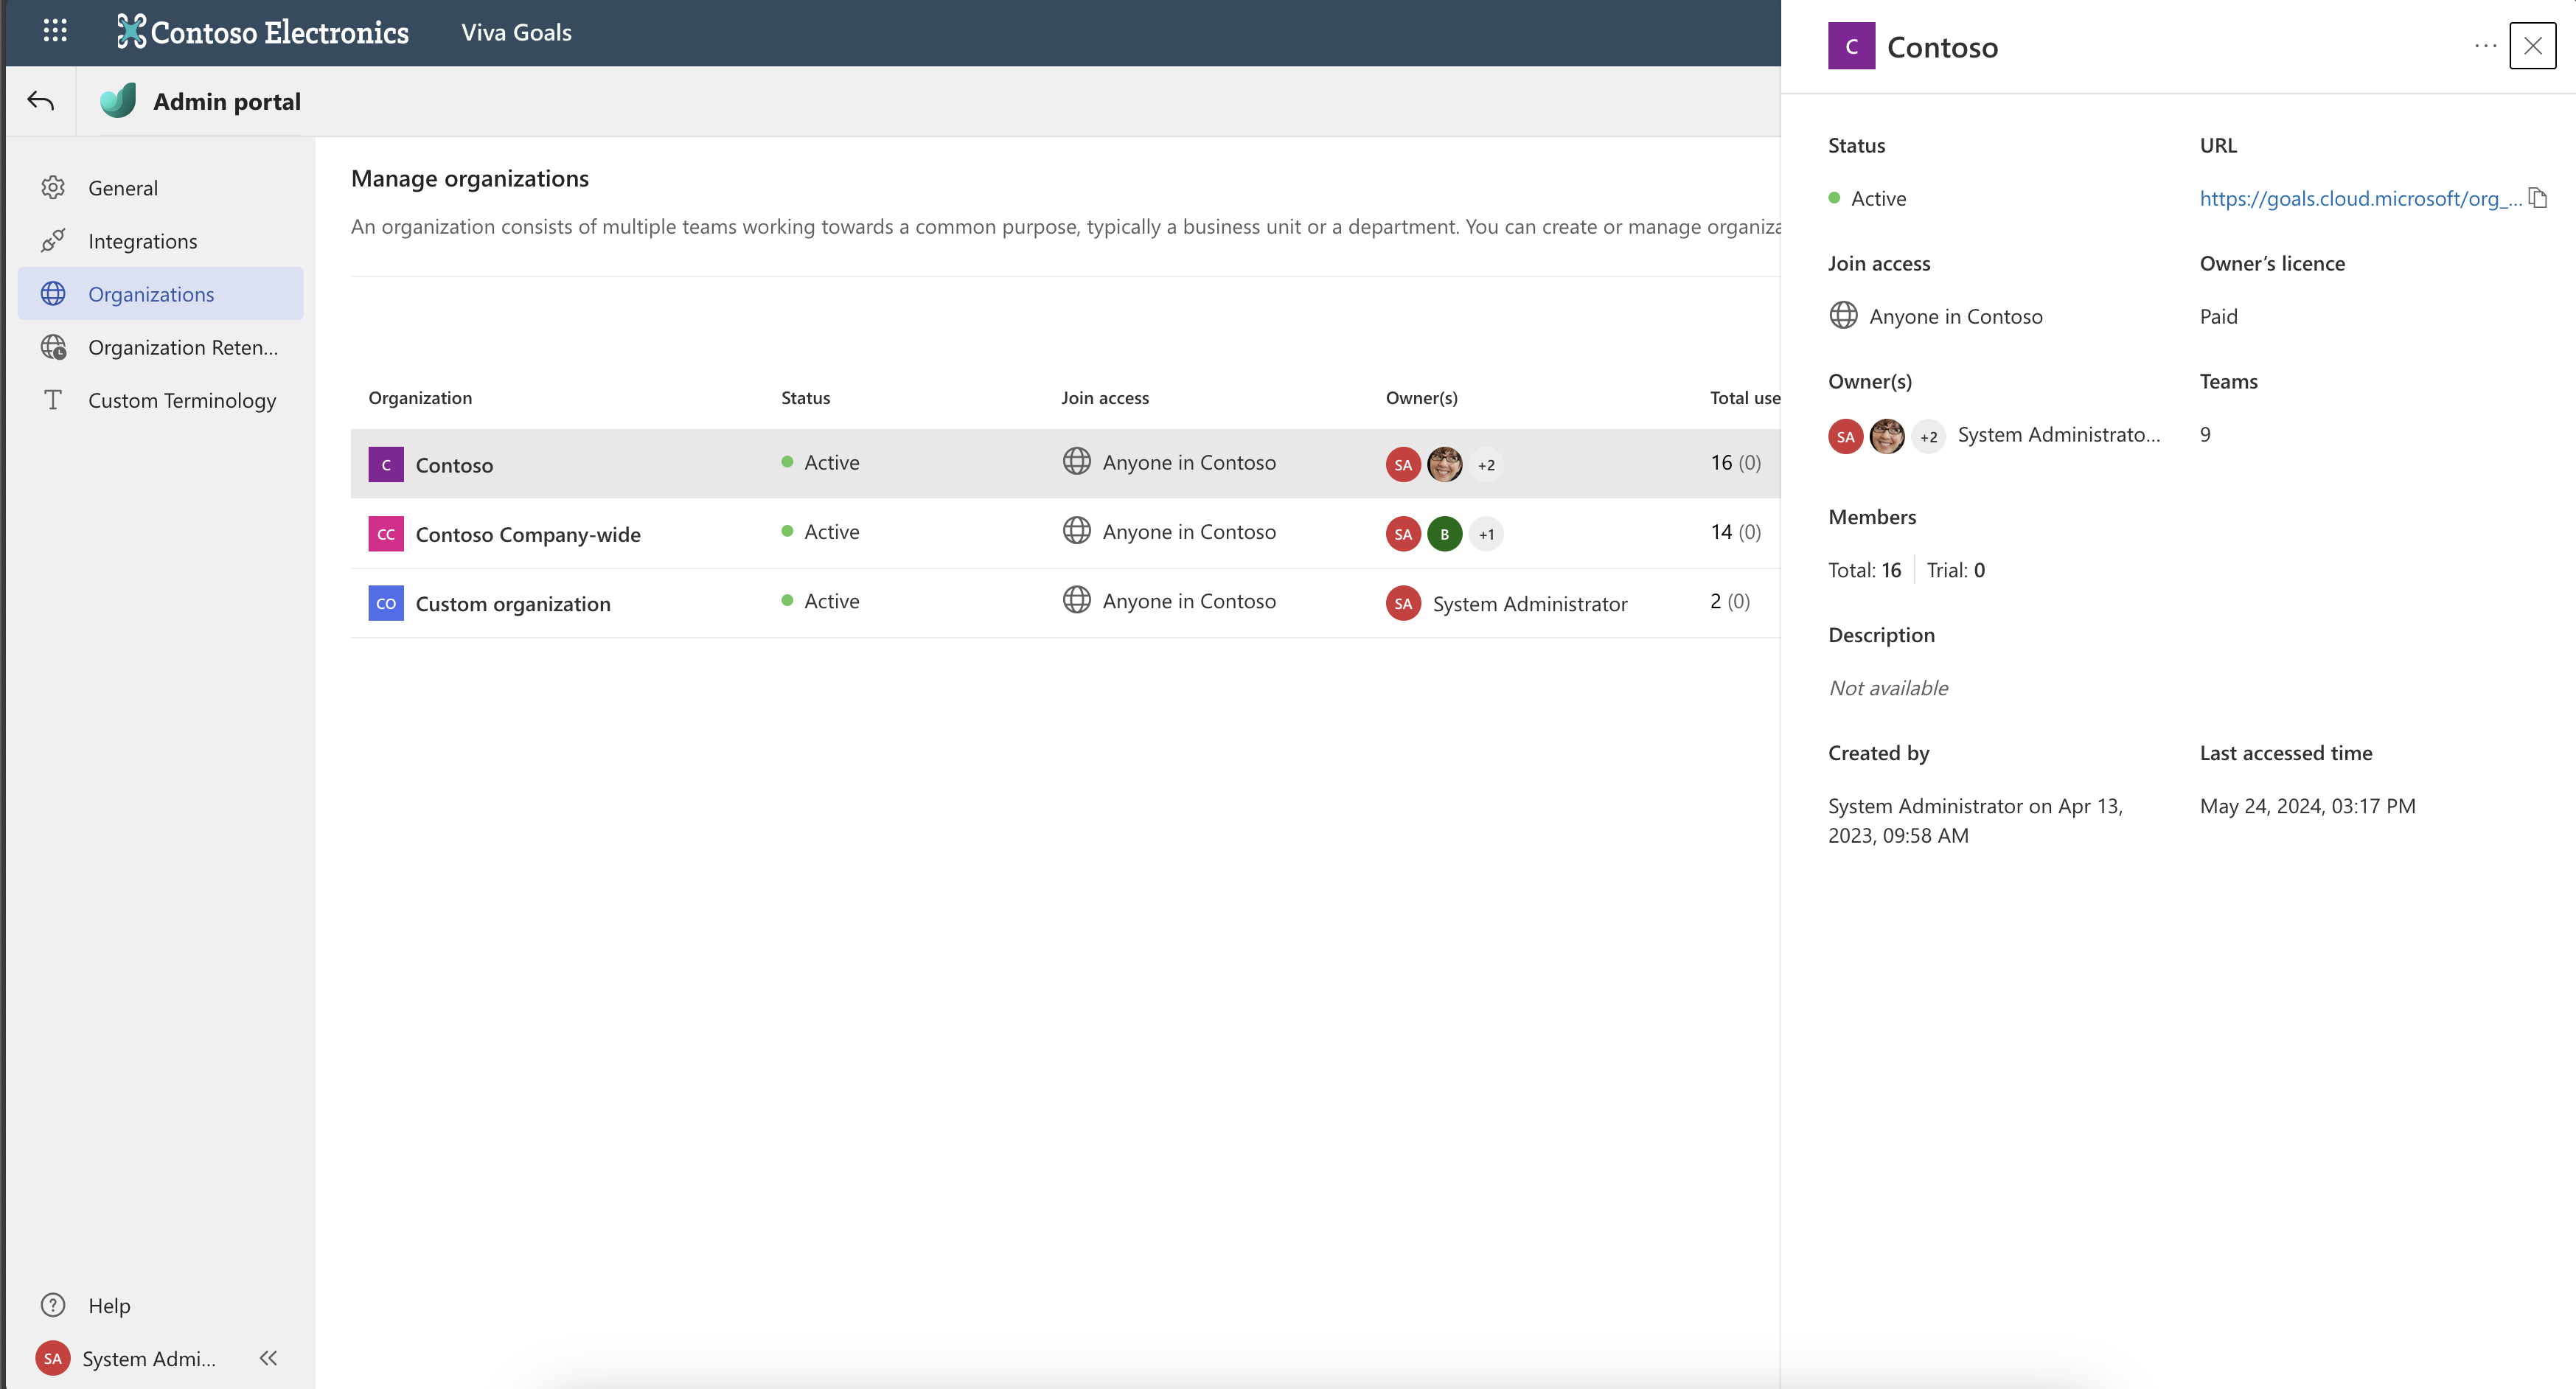 Contoso Electronics
Viva Goals
Admin portal
General
Integrations
Organizations
Organization Reten...
Custom Terminology
Help
SA System Admi...
Manage organizations
An organization consists of multiple teams working towards a common purpose, typically a business unit or a department. You can create or manage organiza
Organization Status Join access Owner(s) Total use
C Contoso Active Anyone in Contoso SA +2 16 (0)
CC Contoso Company-wide Active Anyone in Contoso SA B +1 14 (0)
CO Custom organization Active Anyone in Contoso SA System Administrator 2 (0)
C Contoso
Status URL
Active https://goals.cloud.microsoft/org_...
Join access Owner’s licence
Anyone in Contoso Paid
Owner(s) Teams
SA +2 System Administrato... 9
Members
Total: 16 Trial: 0
Description
Not available
Created by Last accessed time
System Administrator on Apr 13, May 24, 2024, 03:17 PM
2023, 09:58 AM